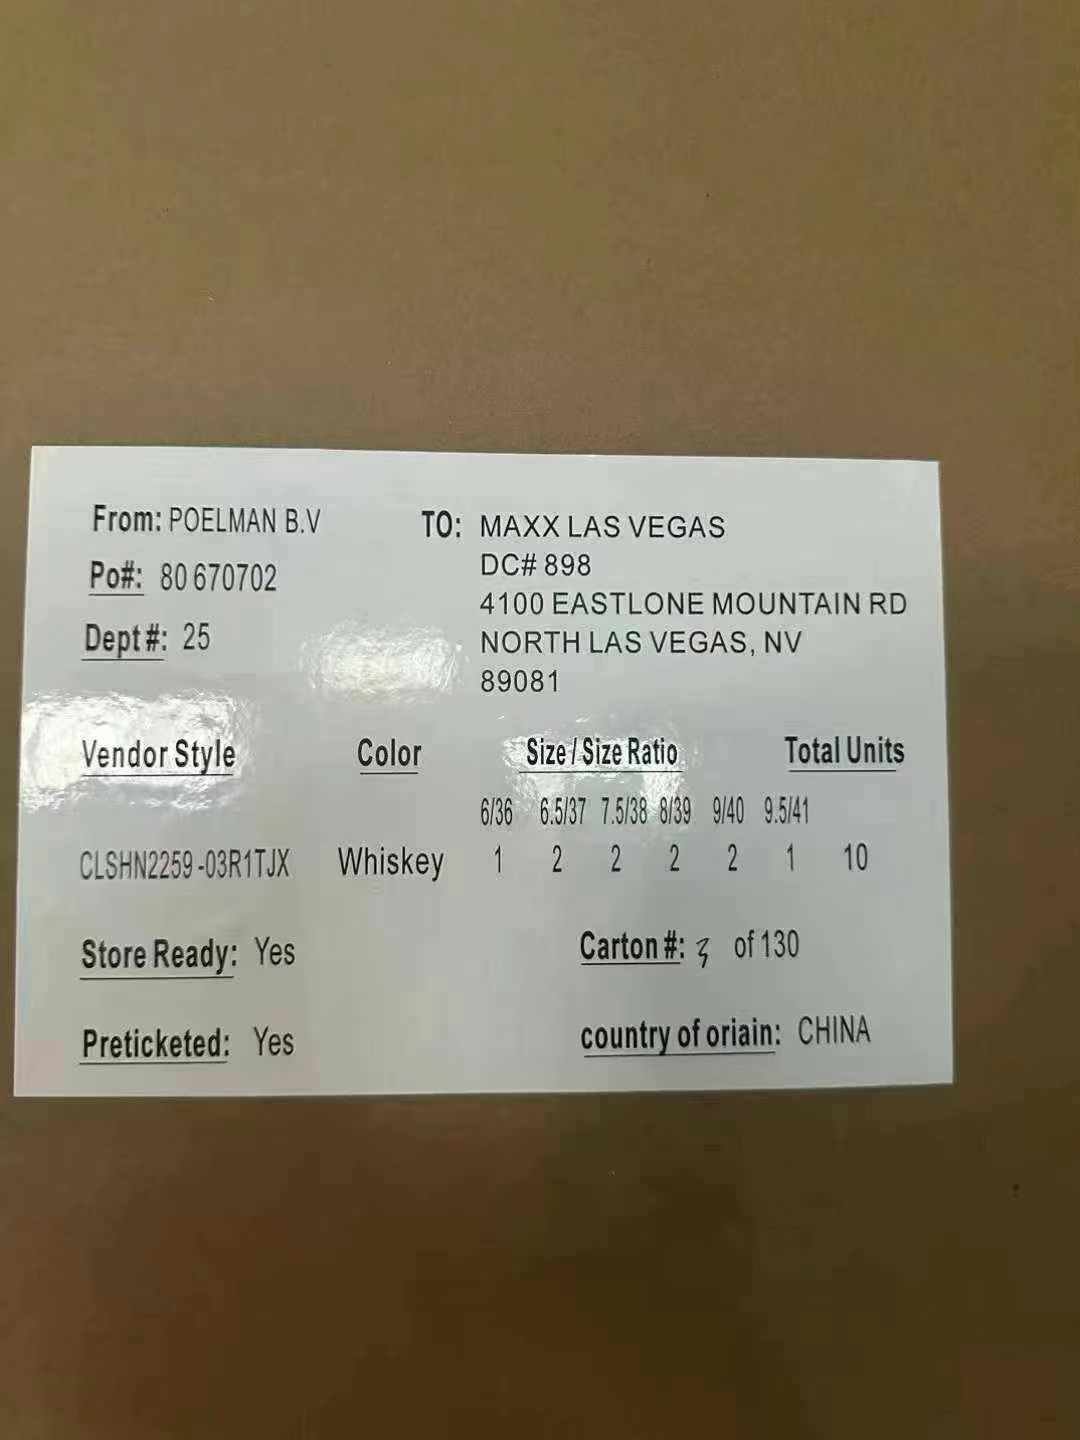 From: POELMAN B.V
TO: MAXX LAS VEGAS
DC# 898
4100 EASTLONE MOUNTAIN RD
NORTH LAS VEGAS, NV
89081
Po#: 80 670702
Dept #: 25
Vendor Style Color Size / Size Ratio Total Units
6/36 6.5/37 7.5/38 8/39 9/40 9.5/41
CLSHN2259-03R1TJX Whiskey 1 2 2 2 2 1 10
Store Ready: Yes
Carton #: 3 of 130
Preticketed: Yes
country of oriain: CHINA